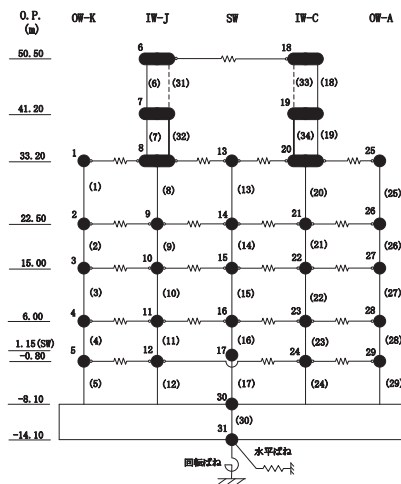 O.P. OW-K IW-J SW IW-C OW-A
(m)
6 18
50.50
(6) (31) (33) (18)
7 19
41.20
(7) (32) (34) (19)
1 8 13 20 25
33.20
(1) (8) (13) (20) (25)
2 9 14 21 26
22.50
(2) (9) (14) (21) (26)
3 10 15 22 27
15.00
(3) (10) (15) (22) (27)
4 11 16 23 28
6.00
(4) (11) (16) (23) (28)
1.15(SW)
5 12 17 24 29
-0.80
(5) (12) (17) (24) (29)
30
-8.10
(30)
31
-14.10
水平ばね
回転ばね